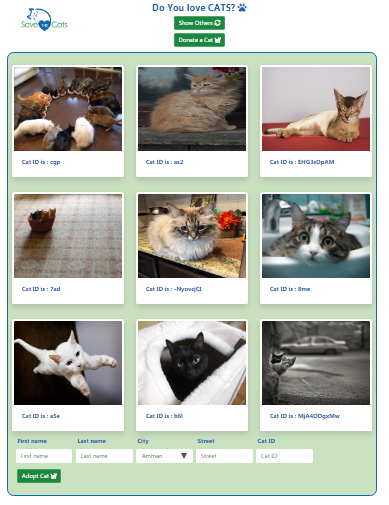 Do You love CATS?
Save The Cats
Show Others
Donate a Cat
Cat ID is : cgp
Cat ID is : ax2
Cat ID is : EHG3sOpAM
Cat ID is : 7ad
Cat ID is : -NyovcjCI
Cat ID is : 8me
Cat ID is : a5e
Cat ID is : b6l
Cat ID is : MjA4ODgxMw
First name Last name City Street Cat ID
First name Last name Amman Street Cat ID
Adopt Cat